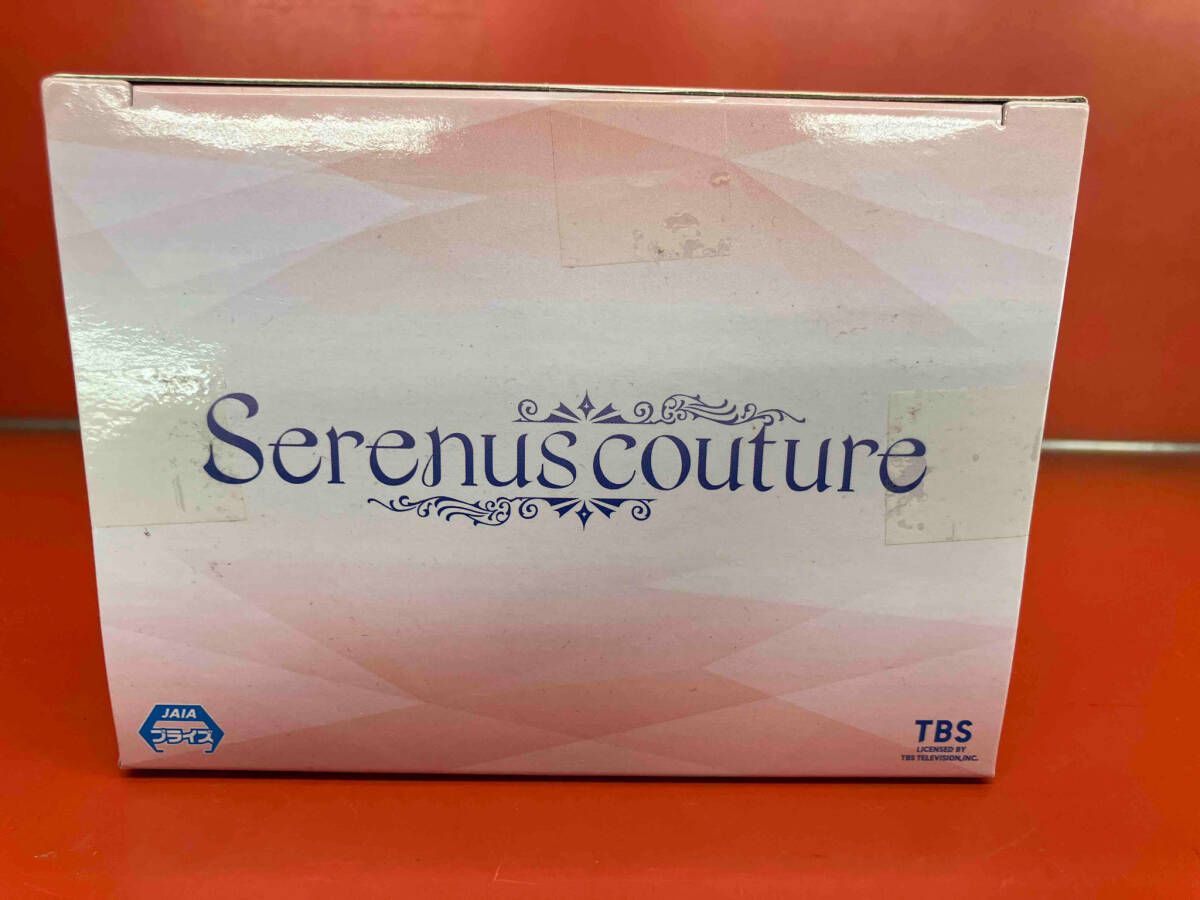 Serenus couture
JAIA
プライズ
TBS
LICENSED BY
TBS TELEVISION,INC.